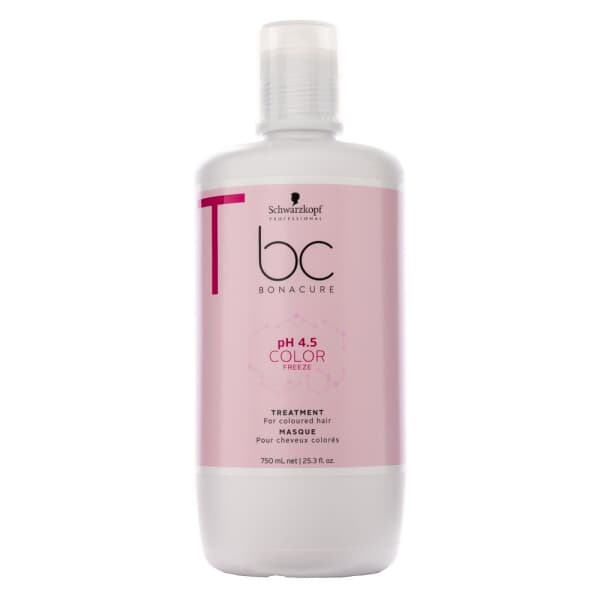 Schwarzkopf
PROFESSIONAL
T
bc
BONACURE
pH 4.5
COLOR
FREEZE
TREATMENT
For coloured hair
MASQUE
Pour cheveux colorés
750 mL net | 25.3 fl. oz.